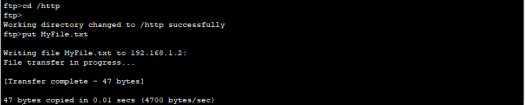 ftp>cd /http
ftp>
Working directory changed to /http successfully
ftp>put MyFile.txt
Writing file MyFile.txt to 192.168.1.2:
File transfer in progress...
[Transfer complete - 47 bytes]
47 bytes copied in 0.01 secs (4700 bytes/sec)